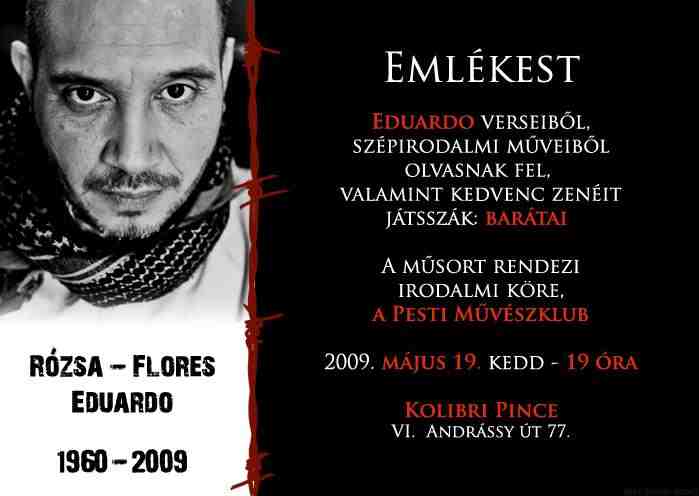 RÓZSA – FLORES
EDUARDO
1960 – 2009
EMLÉKEST
EDUARDO VERSEIBŐL,
SZÉPIRODALMI MŰVEIBŐL
OLVASNAK FEL,
VALAMINT KEDVENC ZENÉIT
JÁTSSZÁK: BARÁTAI
A MŰSORT RENDEZI
IRODALMI KÖRE,
A PESTI MŰVÉSZKLUB
2009. MÁJUS 19. KEDD - 19 ÓRA
KOLIBRI PINCE
VI. ANDRÁSSY ÚT 77.